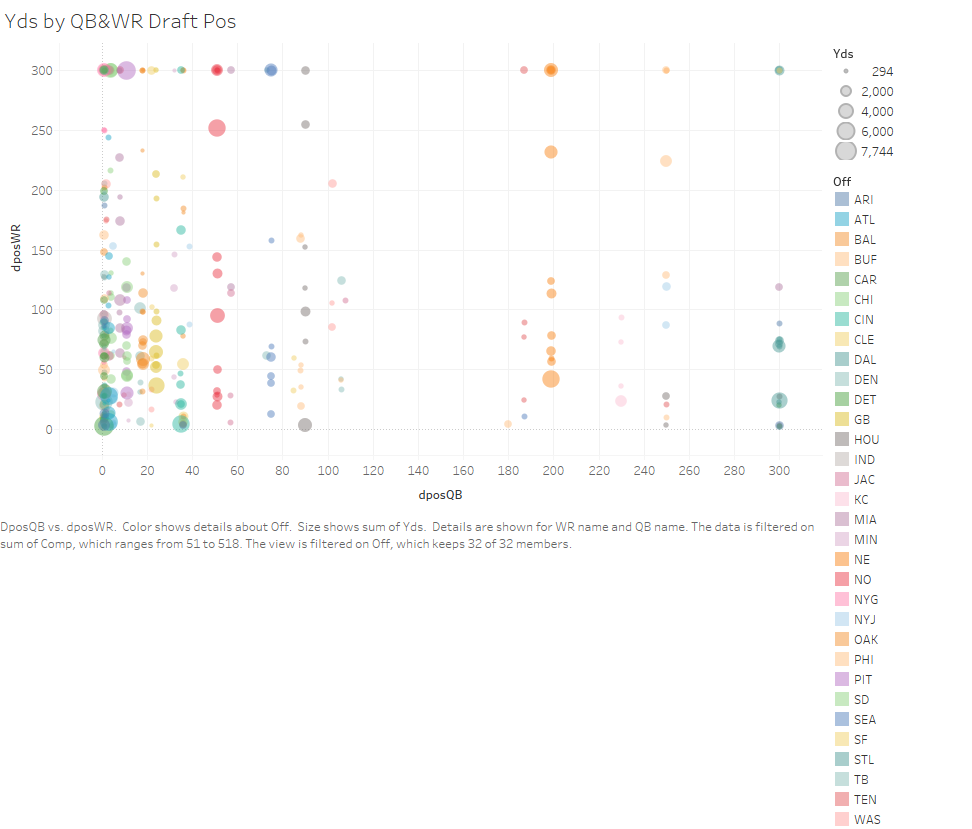 Yds by QB&WR Draft Pos
300
250
200
150
100
50
0
dposWR
0 20 40 60 80 100 120 140 160 180 200 220 240 260 280 300
dposQB
DposQB vs. dposWR.  Color shows details about Off.  Size shows sum of Yds.  Details are shown for WR name and QB name. The data is filtered on
sum of Comp, which ranges from 51 to 518. The view is filtered on Off, which keeps 32 of 32 members.
Yds
294
2,000
4,000
6,000
7,744
Off
ARI
ATL
BAL
BUF
CAR
CHI
CIN
CLE
DAL
DEN
DET
GB
HOU
IND
JAC
KC
MIA
MIN
NE
NO
NYG
NYJ
OAK
PHI
PIT
SD
SEA
SF
STL
TB
TEN
WAS